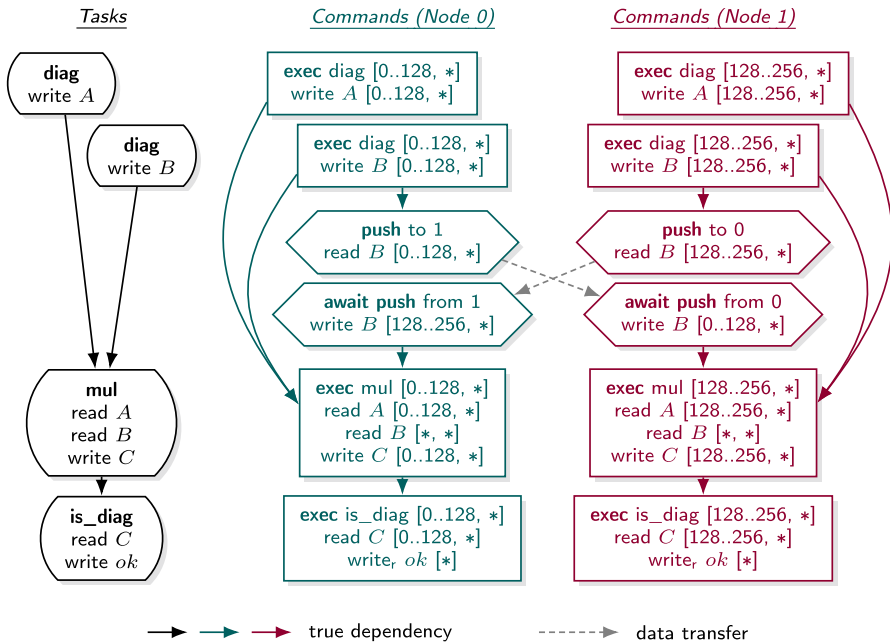 Tasks
diag
write A
diag
write B
mul
read A
read B
write C
is_diag
read C
write ok
Commands (Node 0)
exec diag [0..128, *]
write A [0..128, *]
exec diag [0..128, *]
write B [0..128, *]
push to 1
read B [0..128, *]
await push from 1
write B [128..256, *]
exec mul [0..128, *]
read A [0..128, *]
read B [*, *]
write C [0..128, *]
exec is_diag [0..128, *]
read C [0..128, *]
writeᵣ ok [*]
Commands (Node 1)
exec diag [128..256, *]
write A [128..256, *]
exec diag [128..256, *]
write B [128..256, *]
push to 0
read B [128..256, *]
await push from 0
write B [0..128, *]
exec mul [128..256, *]
read A [128..256, *]
read B [*, *]
write C [128..256, *]
exec is_diag [128..256, *]
read C [128..256, *]
writeᵣ ok [*]
true dependency
data transfer